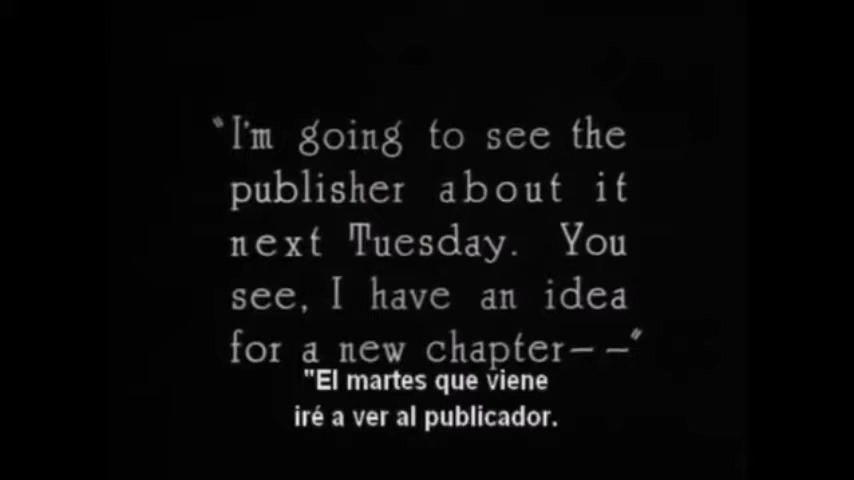 "I'm going to see the
publisher about it
next Tuesday. You
see, I have an idea
for a new chapter——"
"El martes que viene
iré a ver al publicador.